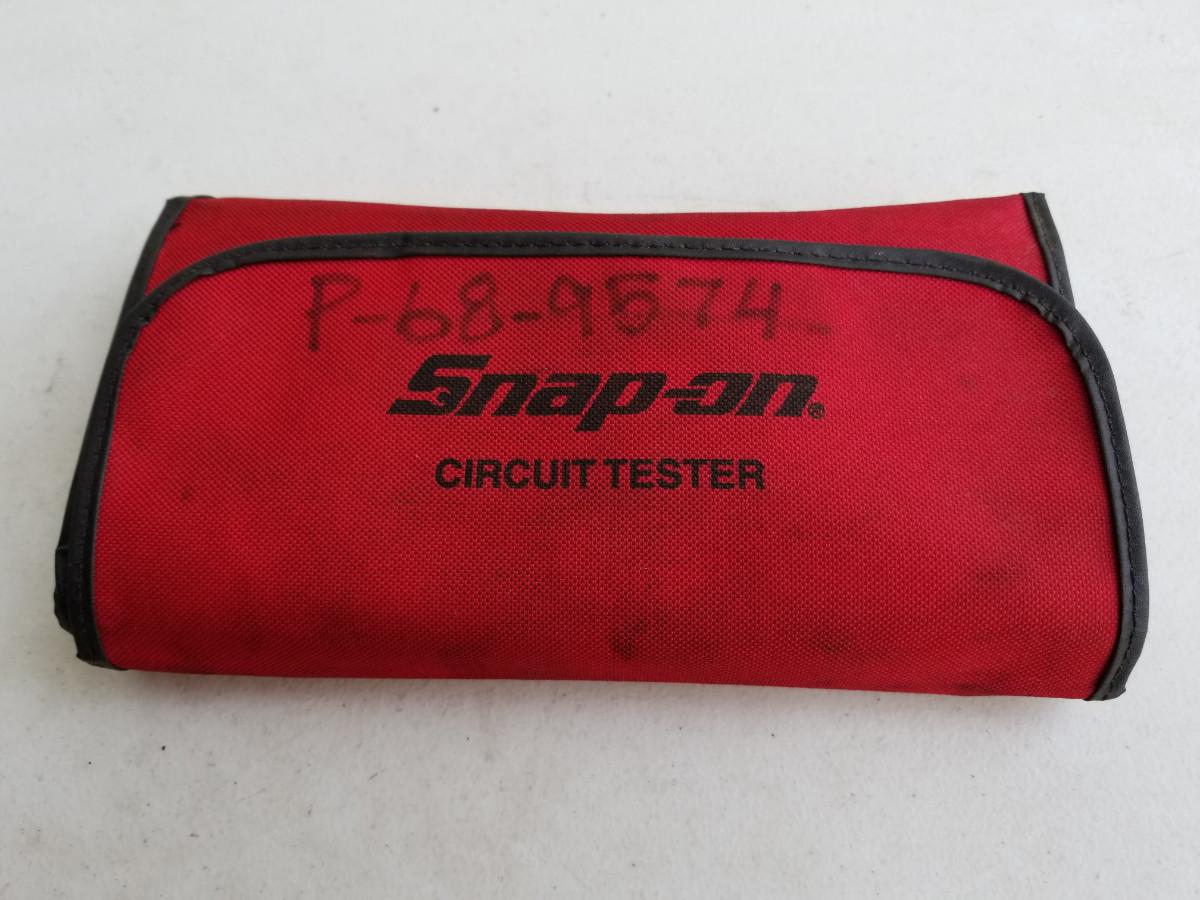 P-68-9574
Snap-on®
CIRCUIT TESTER